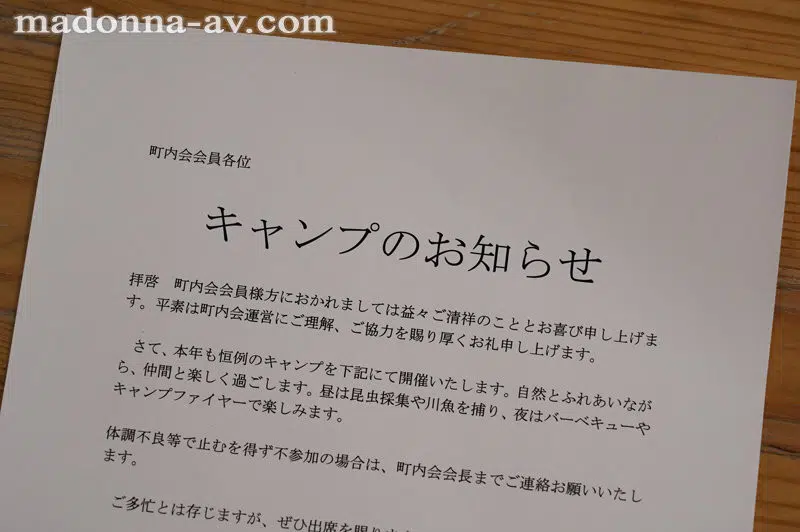 madonna-av.com
町内会会員各位
キャンプのお知らせ
拝啓　町内会会員様方におかれましては益々ご清祥のこととお喜び申し上げま
す。平素は町内会運営にご理解、ご協力を賜り厚くお礼申し上げます。
さて、本年も恒例のキャンプを下記にて開催いたします。自然とふれあいなが
ら、仲間と楽しく過ごします。昼は昆虫採集や川魚を捕り、夜はバーベキューや
キャンプファイヤーで楽しみます。
体調不良等で止むを得ず不参加の場合は、町内会会長までご連絡お願いいたし
ます。
ご多忙とは存じますが、ぜひ出席を賜り